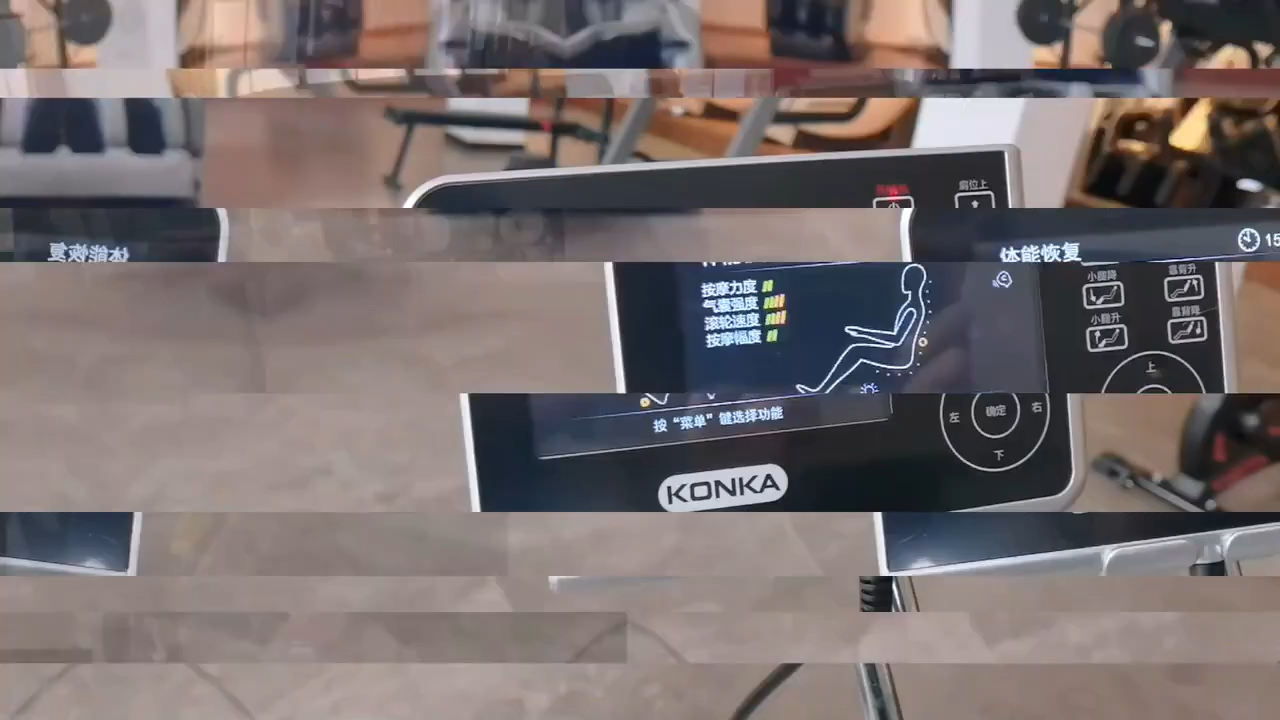 肩位上
体能恢复
15
小腿降
靠背升
按摩力度
气囊强度
滚轮速度
按摩幅度
小腿升
靠背降
上
左
确定
右
下
按“菜单”键选择功能
KONKA